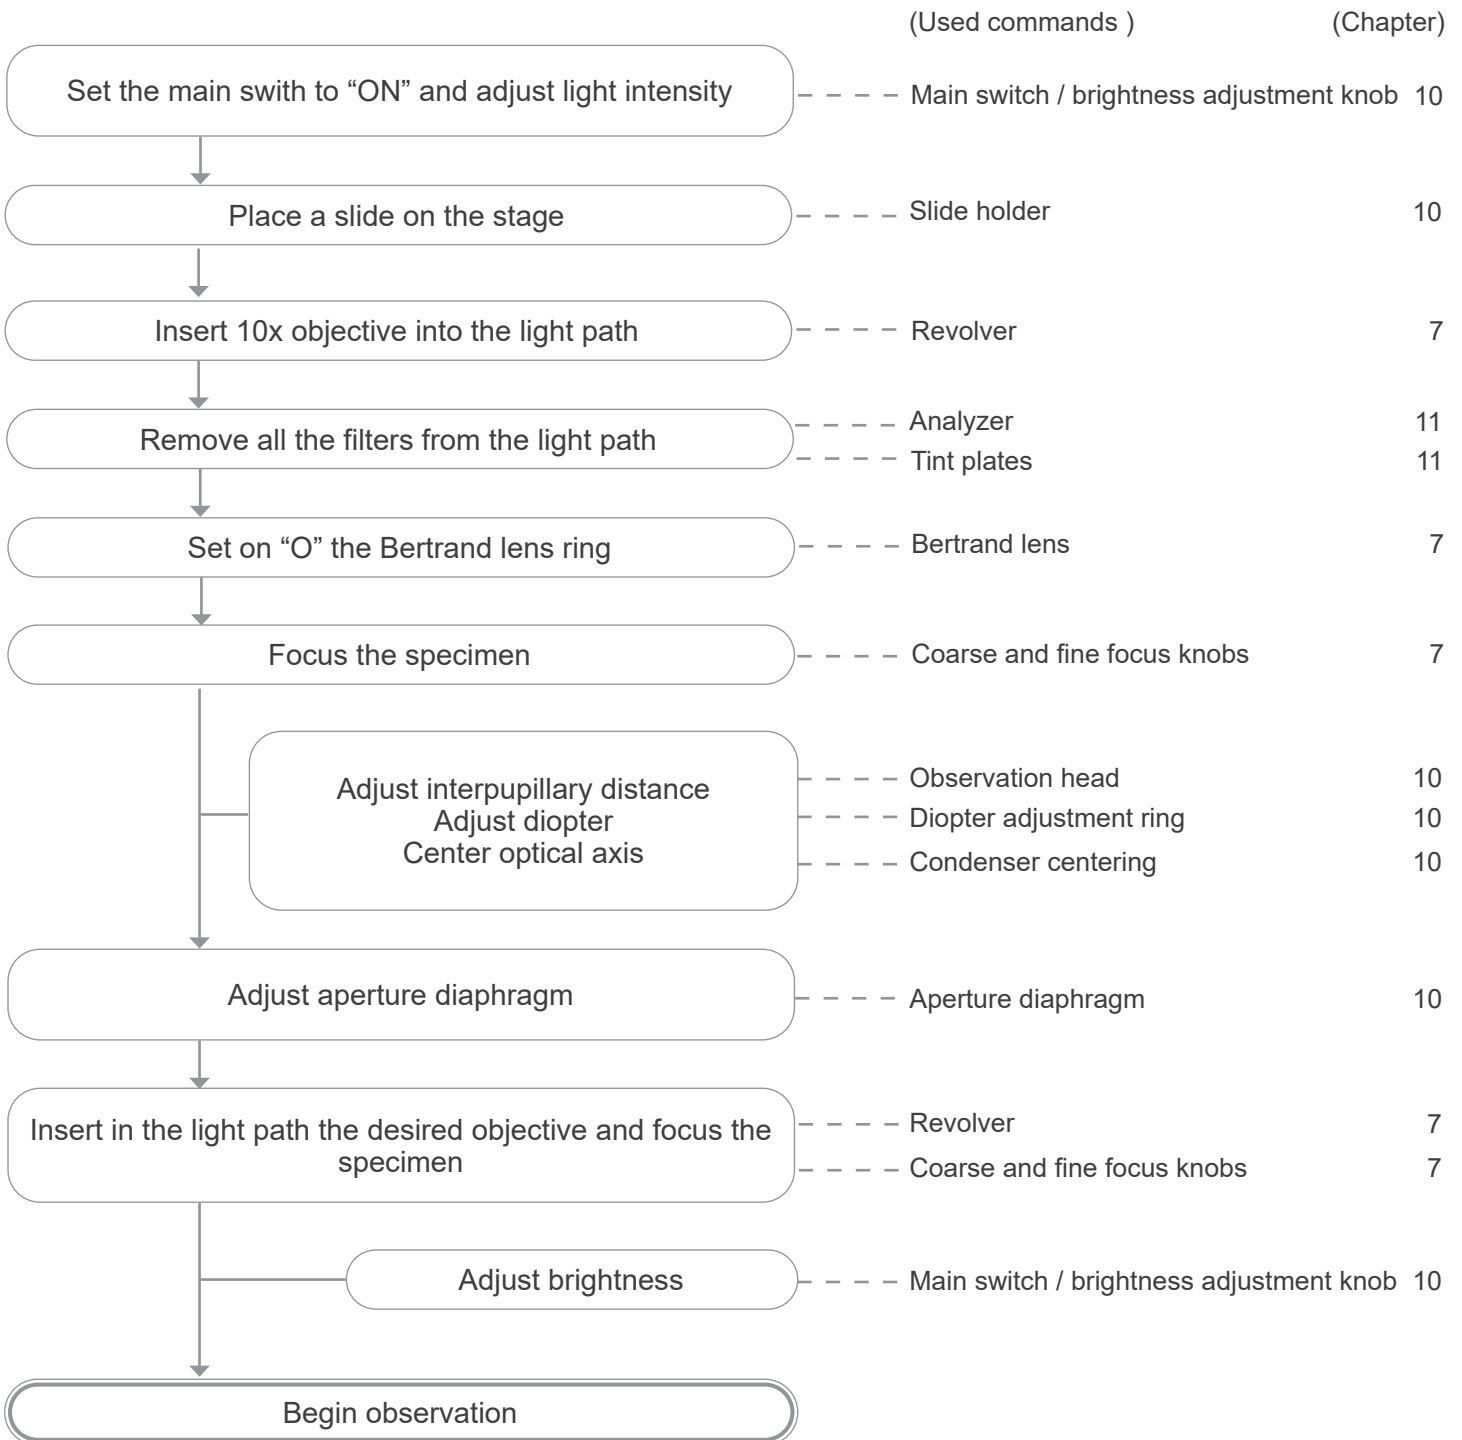 (Used commands ) (Chapter)
Set the main swith to “ON” and adjust light intensity Main switch / brightness adjustment knob 10
Place a slide on the stage Slide holder 10
Insert 10x objective into the light path Revolver 7
Analyzer 11
Remove all the filters from the light path
Tint plates 11
Set on “O” the Bertrand lens ring Bertrand lens 7
Focus the specimen Coarse and fine focus knobs 7
Adjust interpupillary distance Observation head 10
Adjust diopter Diopter adjustment ring 10
Center optical axis Condenser centering 10
Adjust aperture diaphragm Aperture diaphragm 10
Insert in the light path the desired objective and focus the Revolver 7
specimen Coarse and fine focus knobs 7
Adjust brightness Main switch / brightness adjustment knob 10
Begin observation